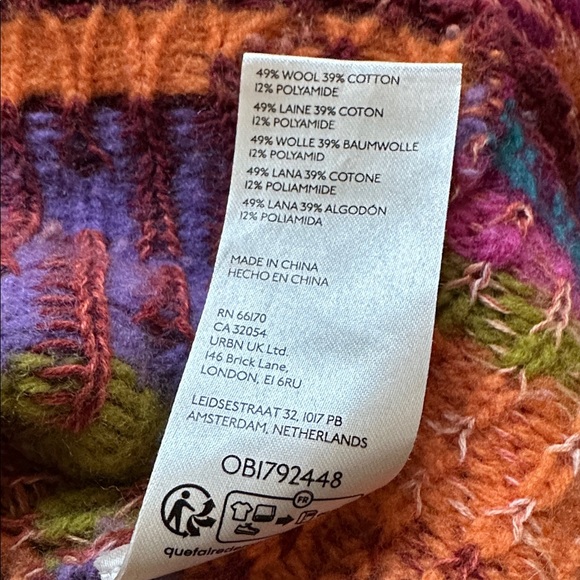 49% WOOL 39% COTTON
12% POLYAMIDE
49% LAINE 39% COTON
12% POLYAMIDE
49% WOLLE 39% BAUMWOLLE
12% POLYAMID
49% LANA 39% COTONE
12% POLIAMMIDE
49% LANA 39% ALGODÓN
12% POLIAMIDA
MADE IN CHINA
HECHO EN CHINA
RN 66170
CA 32054
URBN UK Ltd.
146 Brick Lane,
LONDON, E1 6RU
LEIDSESTRAAT 32, 1017 PB
AMSTERDAM, NETHERLANDS
OB1792448
FR